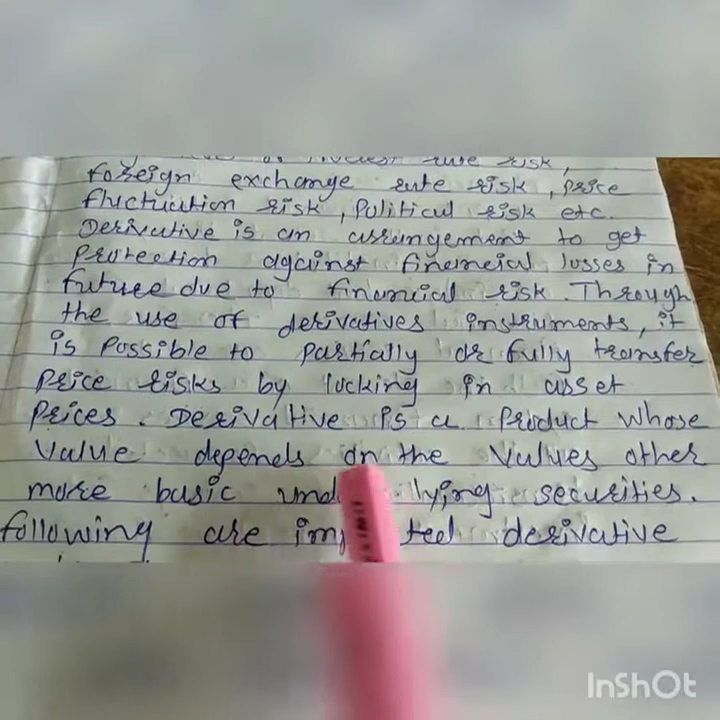 risk,
foreign exchange rate risk, price
fluctuation risk, Political risk etc.
Derivative is an arrangement to get
Protection against financial losses in
future due to financial risk. Through
the use of derivatives instruments, it
is Possible to Partially or fully transfer
Price risks by locking in asset
Prices. Derivative is a Product whose
Value depends on the Values other
more basic securities.
following are derivative
InShOt